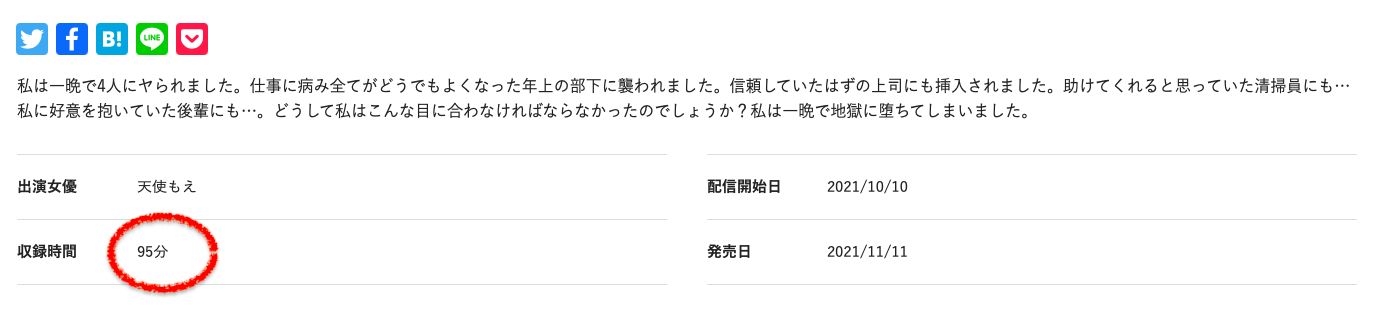 B!
LINE
私は一晩で4人にヤられました。仕事に病み全てがどうでもよくなった年上の部下に襲われました。信頼していたはずの上司にも挿入されました。助けてくれると思っていた清掃員にも…
私に好意を抱いていた後輩にも…。どうして私はこんな目に合わなければならなかったのでしょうか？私は一晩で地獄に堕ちてしまいました。
出演女優 天使もえ 配信開始日 2021/10/10
収録時間 95分 発売日 2021/11/11